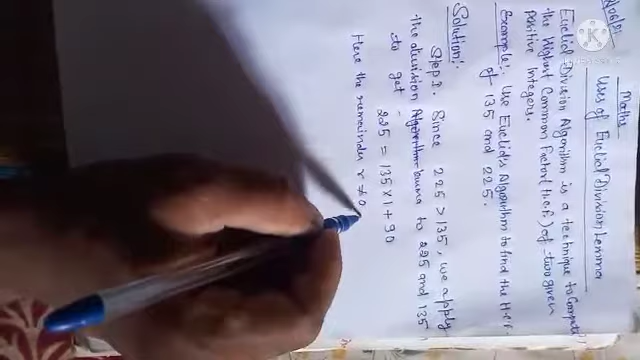 Maths
Uses of Euclid Division Lemma
Euclid Division Algorithm is a technique to Compute
the Highest Common Factor (H.C.F) of two given
positive integers.
Example:- Use Euclid's Algorithm to find the H.C.F
of 135 and 225.
Solution:-
Step 1: Since 225 > 135, we apply
the division lemma to 225 and 135
to get -
225 = 135 × 1 + 90
Here the remainder r ≠ 0